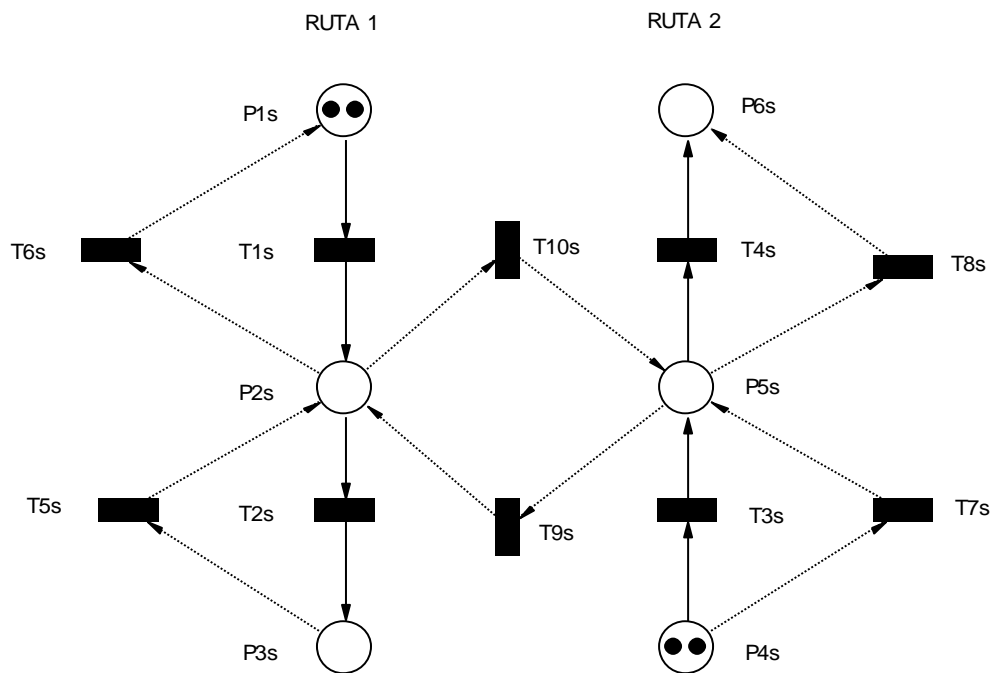 RUTA 1
RUTA 2
P1s
P6s
T6s
T1s
T10s
T4s
T8s
P2s
P5s
T5s
T2s
T9s
T3s
T7s
P3s
P4s